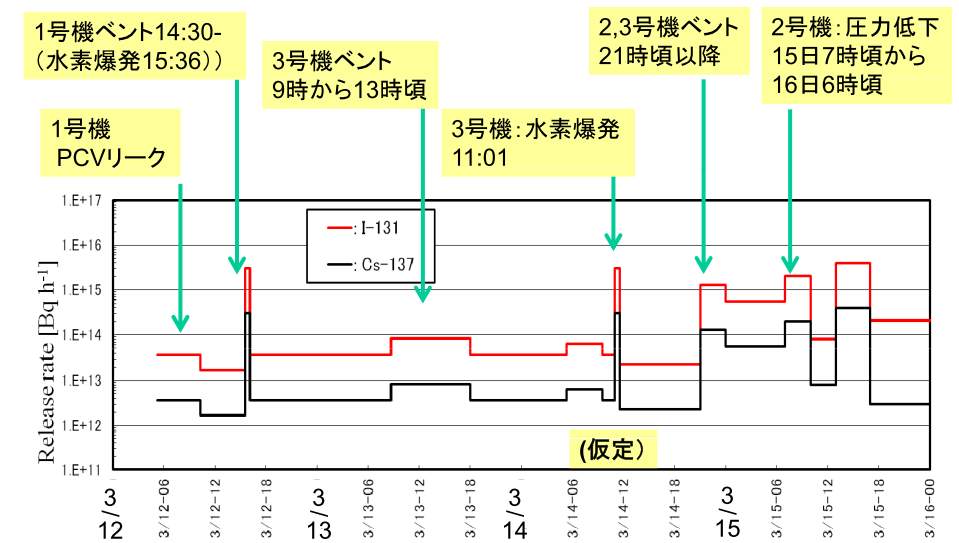 1号機ベント14:30-
（水素爆発15:36））
3号機ベント
9時から13時頃
2,3号機ベント
21時頃以降
2号機：圧力低下
15日7時頃から
16日6時頃
1号機
PCVリーク
3号機：水素爆発
11:01
1.E+17
1.E+16
1.E+15
1.E+14
1.E+13
1.E+12
1.E+11
Release rate [Bq h-1]
: I-131
: Cs-137
(仮定)
3/12
3/12-06
3/12-12
3/12-18
3/13
3/13-06
3/13-12
3/13-18
3/14
3/14-06
3/14-12
3/14-18
3/15
3/15-06
3/15-12
3/15-18
3/16-00